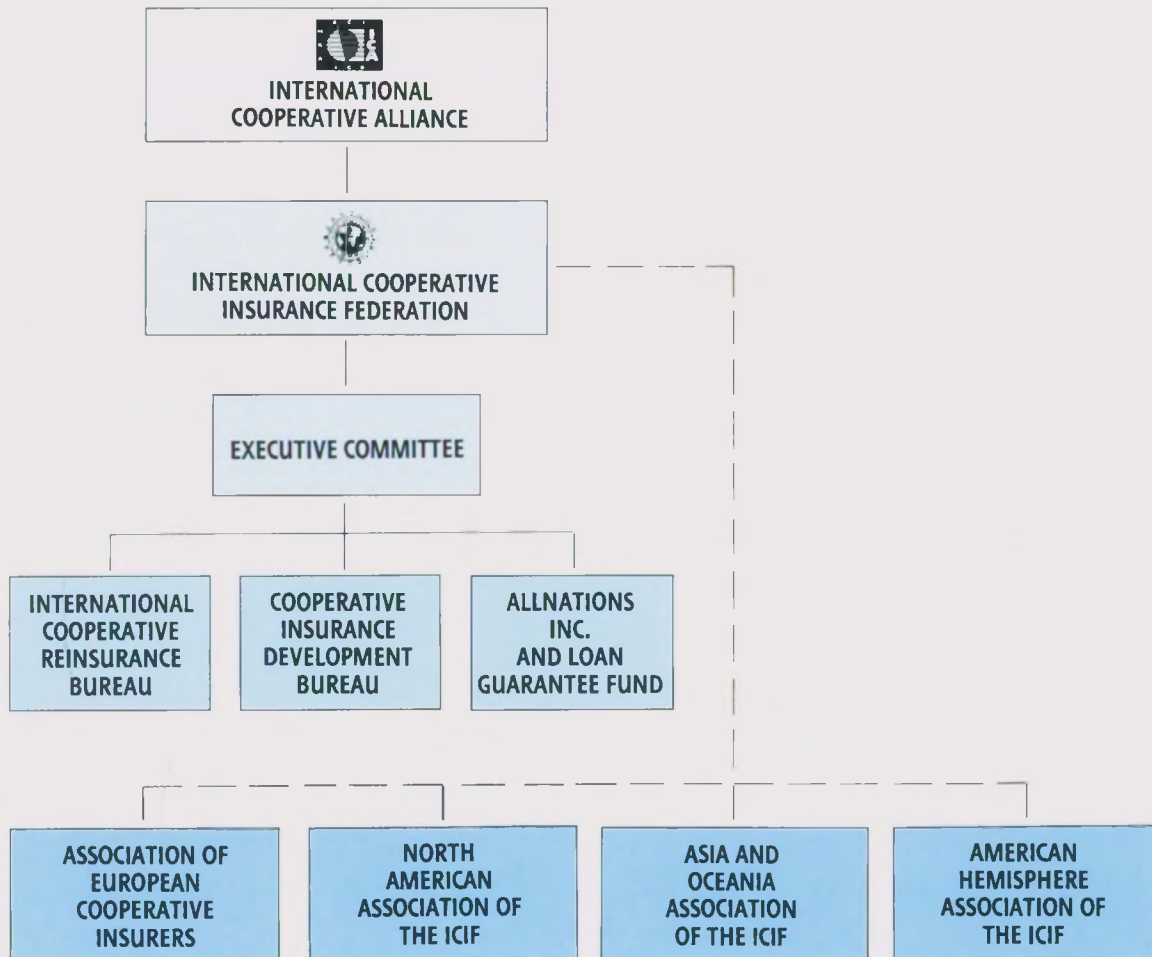 ICA
INTERNATIONAL
COOPERATIVE ALLIANCE
INTERNATIONAL COOPERATIVE
INSURANCE FEDERATION
EXECUTIVE COMMITTEE
INTERNATIONAL
COOPERATIVE
REINSURANCE
BUREAU
COOPERATIVE
INSURANCE
DEVELOPMENT
BUREAU
ALLNATIONS
INC.
AND LOAN
GUARANTEE FUND
ASSOCIATION OF
EUROPEAN
COOPERATIVE
INSURERS
NORTH
AMERICAN
ASSOCIATION OF
THE ICIF
ASIA AND
OCEANIA
ASSOCIATION
OF THE ICIF
AMERICAN
HEMISPHERE
ASSOCIATION OF
THE ICIF